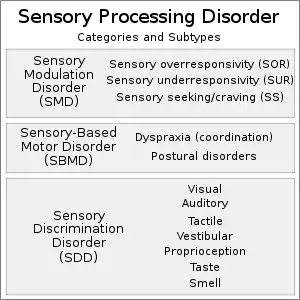 Sensory Processing Disorder
Categories and Subtypes
Sensory
Modulation
Disorder
(SMD)
Sensory overresponsivity (SOR)
Sensory underresponsivity (SUR)
Sensory seeking/craving (SS)
Sensory-Based
Motor Disorder
(SBMD)
Dyspraxia (coordination)
Postural disorders
Sensory
Discrimination
Disorder
(SDD)
Visual
Auditory
Tactile
Vestibular
Proprioception
Taste
Smell